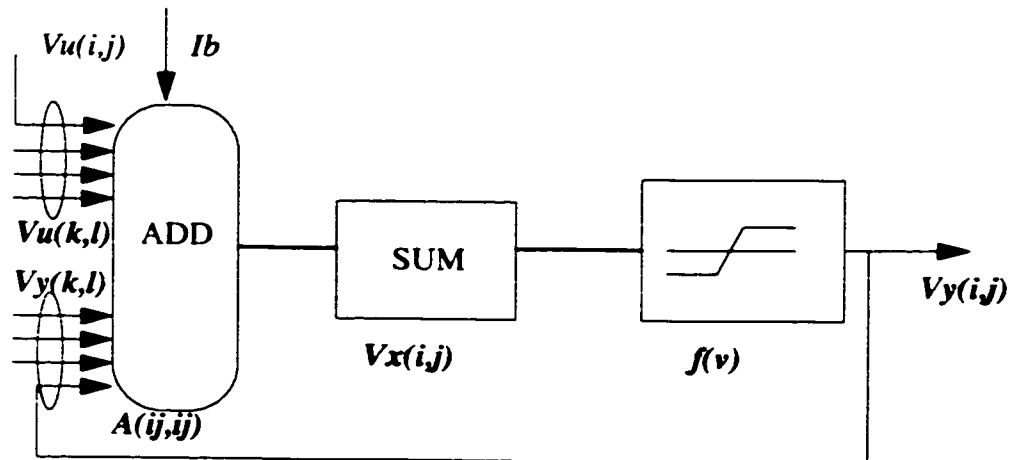 Vu(i,j)
Ib
Vu(k,l)
ADD
Vy(k,l)
SUM
Vy(i,j)
Vx(i,j)
f(v)
A(ij,ij)